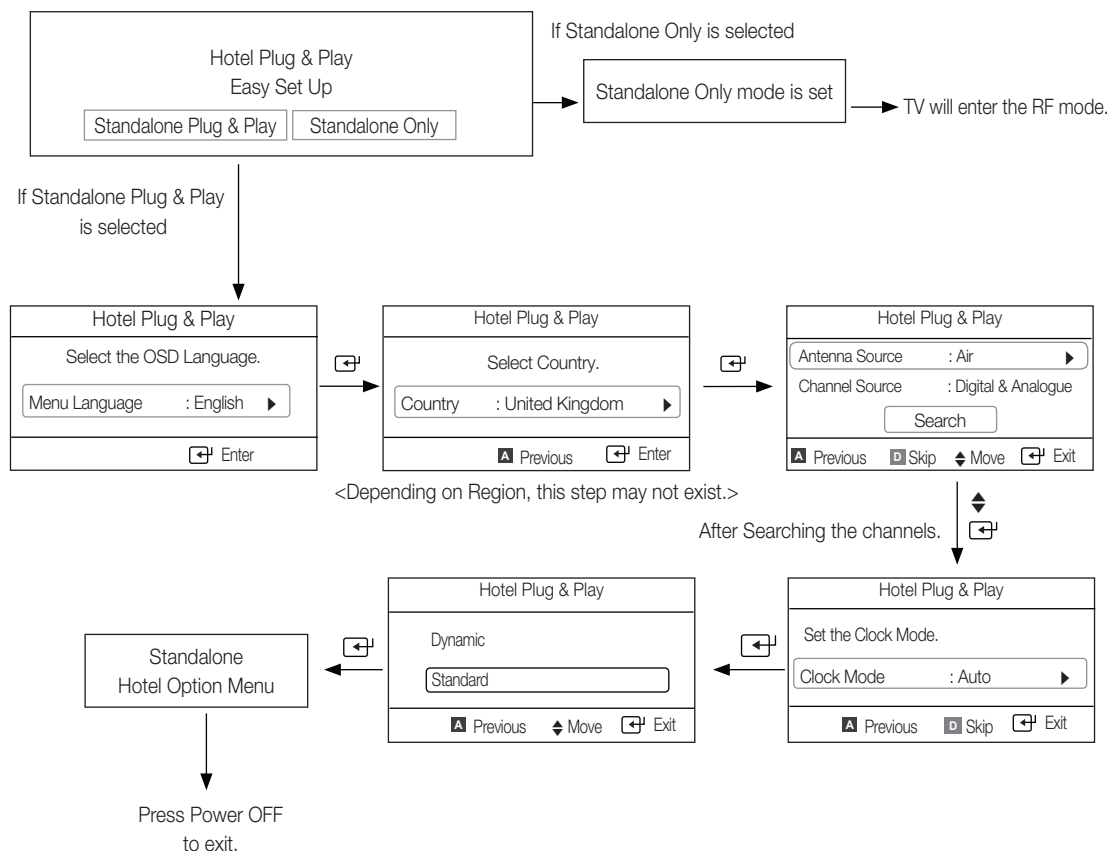 Hotel Plug & Play
Easy Set Up
Standalone Plug & Play Standalone Only
If Standalone Only is selected
Standalone Only mode is set
TV will enter the RF mode.
If Standalone Plug & Play
is selected
Hotel Plug & Play
Select the OSD Language.
Menu Language : English
Enter
Hotel Plug & Play
Select Country.
Country : United Kingdom
A Previous Enter
<Depending on Region, this step may not exist.>
Hotel Plug & Play
Antenna Source : Air
Channel Source : Digital & Analogue
Search
A Previous D Skip Move Exit
After Searching the channels.
Hotel Plug & Play
Set the Clock Mode.
Clock Mode : Auto
A Previous D Skip Exit
Hotel Plug & Play
Dynamic
Standard
A Previous Move Exit
Standalone
Hotel Option Menu
Press Power OFF
to exit.